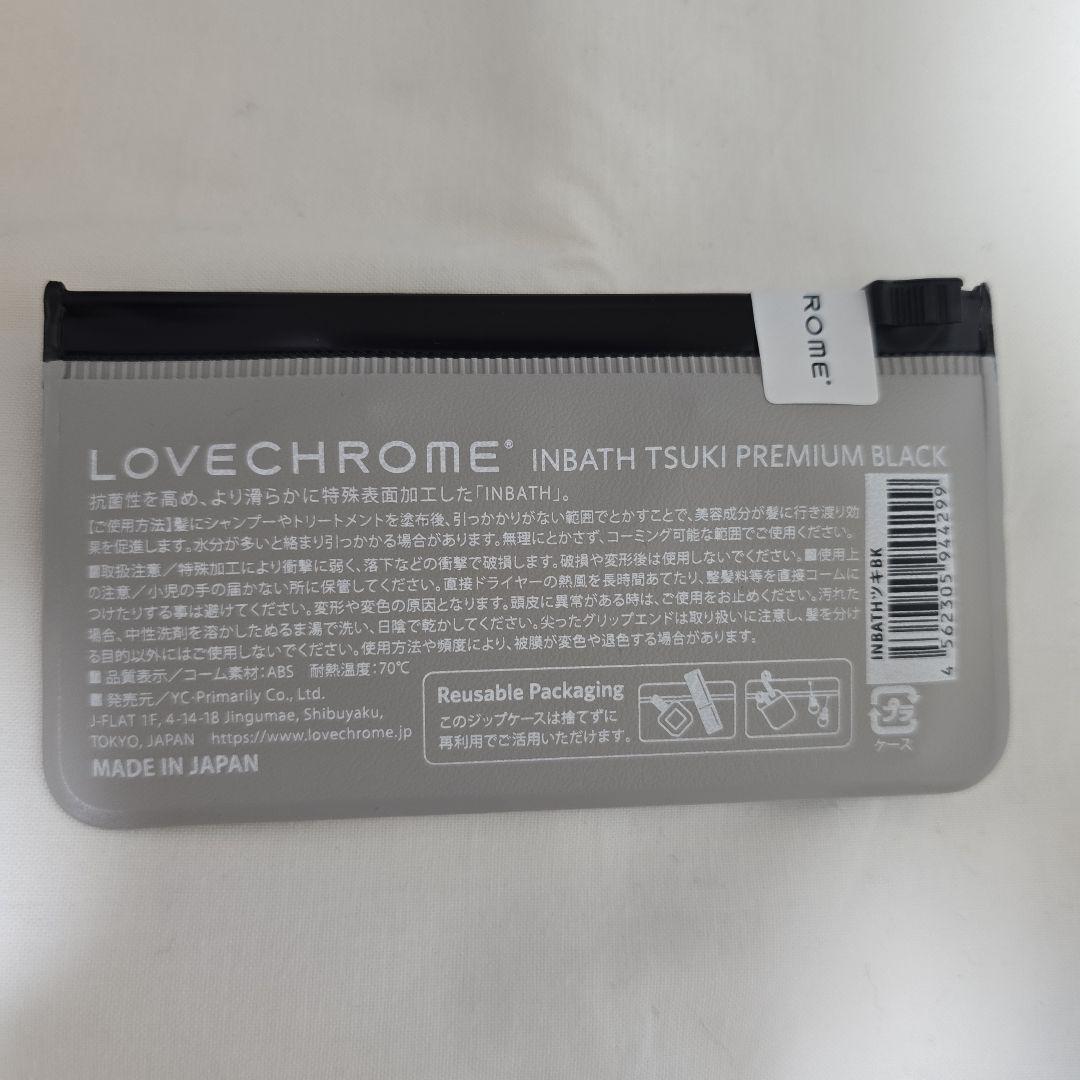 ROME®
LOVECHROME® INBATH TSUKI PREMIUM BLACK
抗菌性を高め、より滑らかに特殊表面加工した「INBATH」。
【ご使用方法】髪にシャンプーやトリートメントを塗布後、引っかかりがない範囲でとかすことで、美容成分が髪に行き渡り効
果を促進します。水分が多いと絡まり引っかかる場合があります。無理にとかさず、コーミング可能な範囲でご使用ください。
■取扱注意/特殊加工により衝撃に弱く、落下などの衝撃で破損します。破損や変形後は使用しないでください。■使用上
の注意/小児の手の届かない所に保管してください。直接ドライヤーの熱風を長時間あてたり、整髪料等を直接コームに
つけたりする事は避けてください。変形や変色の原因となります。頭皮に異常がある時は、ご使用をお止めください。汚れた
場合、中性洗剤を溶かしたぬるま湯で洗い、日陰で乾かしてください。尖ったグリップエンドは取り扱いに注意し、髪を分け
る目的以外にはご使用しないでください。使用方法や頻度により、被膜が変色や退色する場合があります。
■品質表示/コーム素材:ABS 耐熱温度:70℃
■発売元/YC-Primarily Co., Ltd.
J-FLAT 1F, 4-14-18 Jingumae, Shibuyaku,
TOKYO, JAPAN https://www.lovechrome.jp
MADE IN JAPAN
Reusable Packaging
このジップケースは捨てずに
再利用でご活用いただけます。
INBATHツキBK
4 562305 944299
プラ
ケース